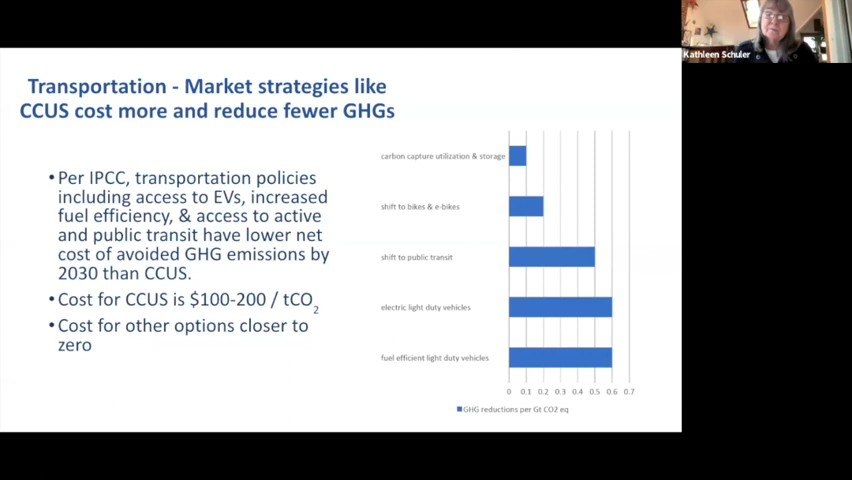 Kathleen Schuler
Transportation - Market strategies like
CCUS cost more and reduce fewer GHGs
• Per IPCC, transportation policies
including access to EVs, increased
fuel efficiency, & access to active
and public transit have lower net
cost of avoided GHG emissions by
2030 than CCUS.
• Cost for CCUS is $100-200 / tCO2
• Cost for other options closer to
zero
carbon capture utilization & storage
shift to bikes & e-bikes
shift to public transit
electric light duty vehicles
fuel efficient light duty vehicles
0 0.1 0.2 0.3 0.4 0.5 0.6 0.7
GHG reductions per Gt CO2 eq